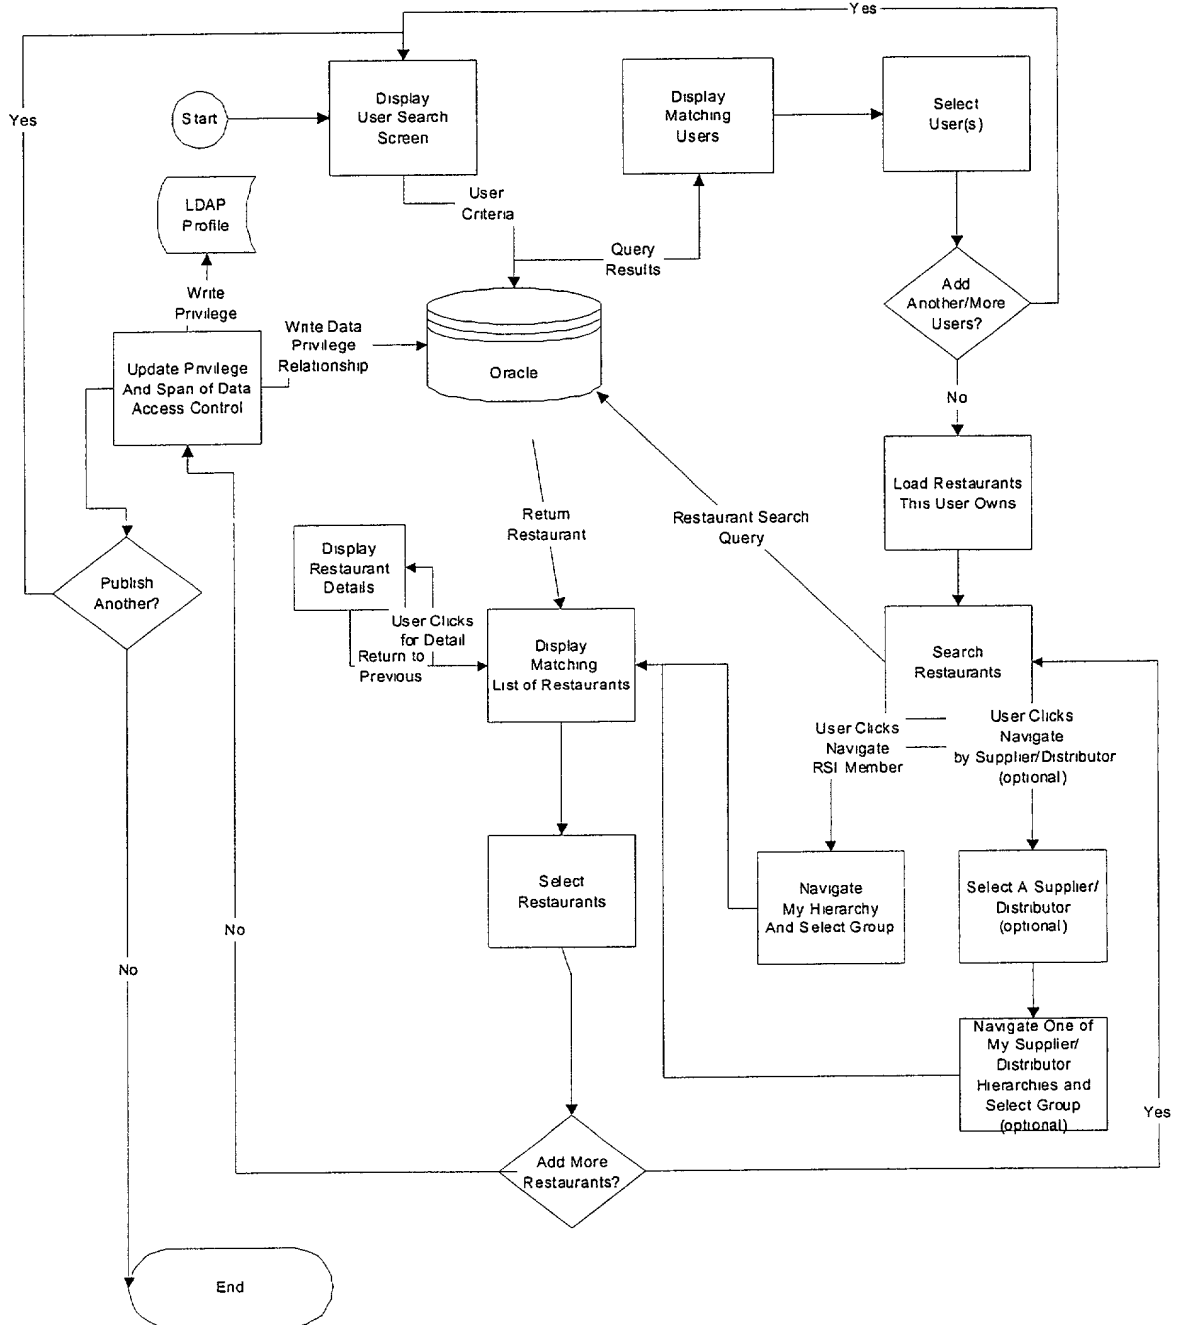 Yes
Yes
Start
Display
User Search
Screen
Display
Matching
Users
Select
User(s)
LDAP
Profile
User
Criteria
Query
Results
Add
Another/More
Users?
Write
Privilege
Write Data
Privilege
Relationship
Update Privilege
And Span of Data
Access Control
Oracle
No
Load Restaurants
This User Owns
Return
Restaurant
Restaurant Search
Query
Display
Restaurant
Details
Publish
Another?
User Clicks
for Detail
Return to
Previous
Display
Matching
List of Restaurants
Search
Restaurants
User Clicks
Navigate
RSI Member
User Clicks
Navigate
by Supplier/Distributor
(optional)
Select
Restaurants
Navigate
My Hierarchy
And Select Group
Select A Supplier/
Distributor
(optional)
No
No
Navigate One of
My Supplier/
Distributor
Hierarchies and
Select Group
(optional)
Yes
Add More
Restaurants?
End